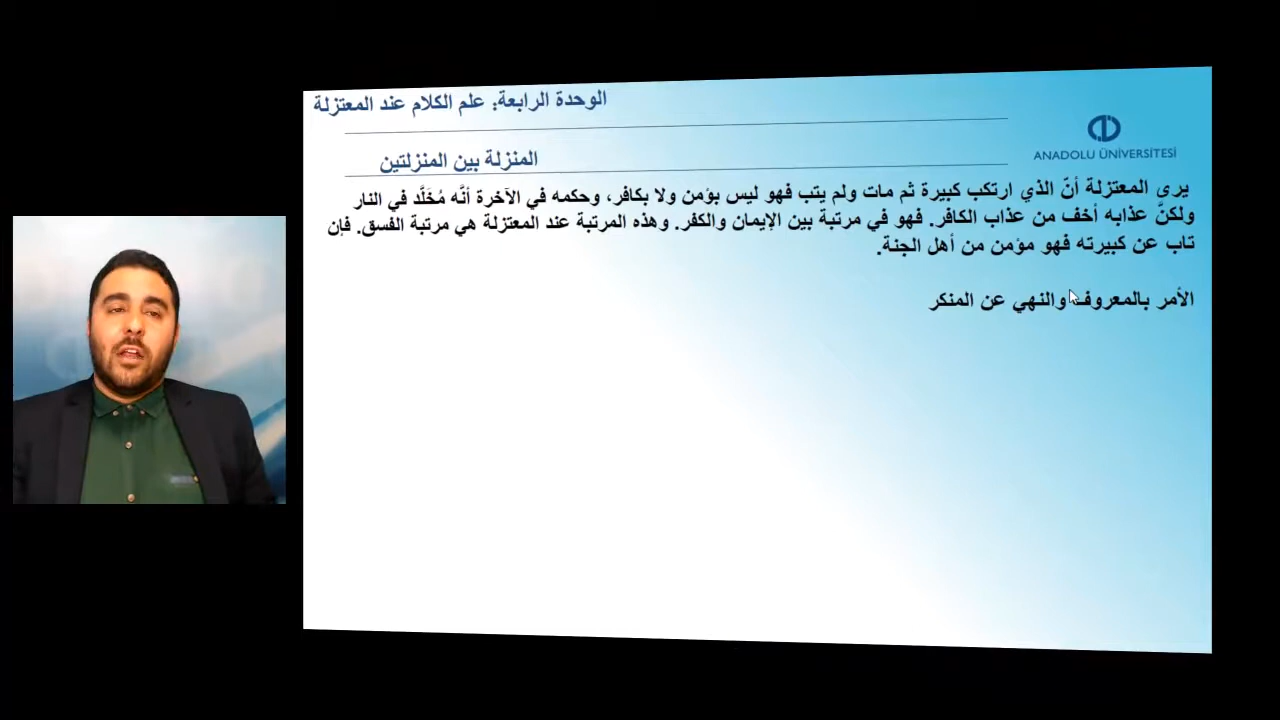 الوحدة الرابعة: علم الكلام عند المعتزلة
ANADOLU ÜNİVERSİTESİ
المنزلة بين المنزلتين
يرى المعتزلة أنّ الذي ارتكب كبيرة ثم مات ولم يتب فهو ليس بؤمن ولا بكافر، وحكمه في الآخرة أنَّه مُخَلَّد في النار
ولكنَّ عذابه أخف من عذاب الكافر. فهو في مرتبة بين الإيمان والكفر. وهذه المرتبة عند المعتزلة هي مرتبة الفسق. فإن
تاب عن كبيرته فهو مؤمن من أهل الجنة.
الأمر بالمعروف والنهي عن المنكر